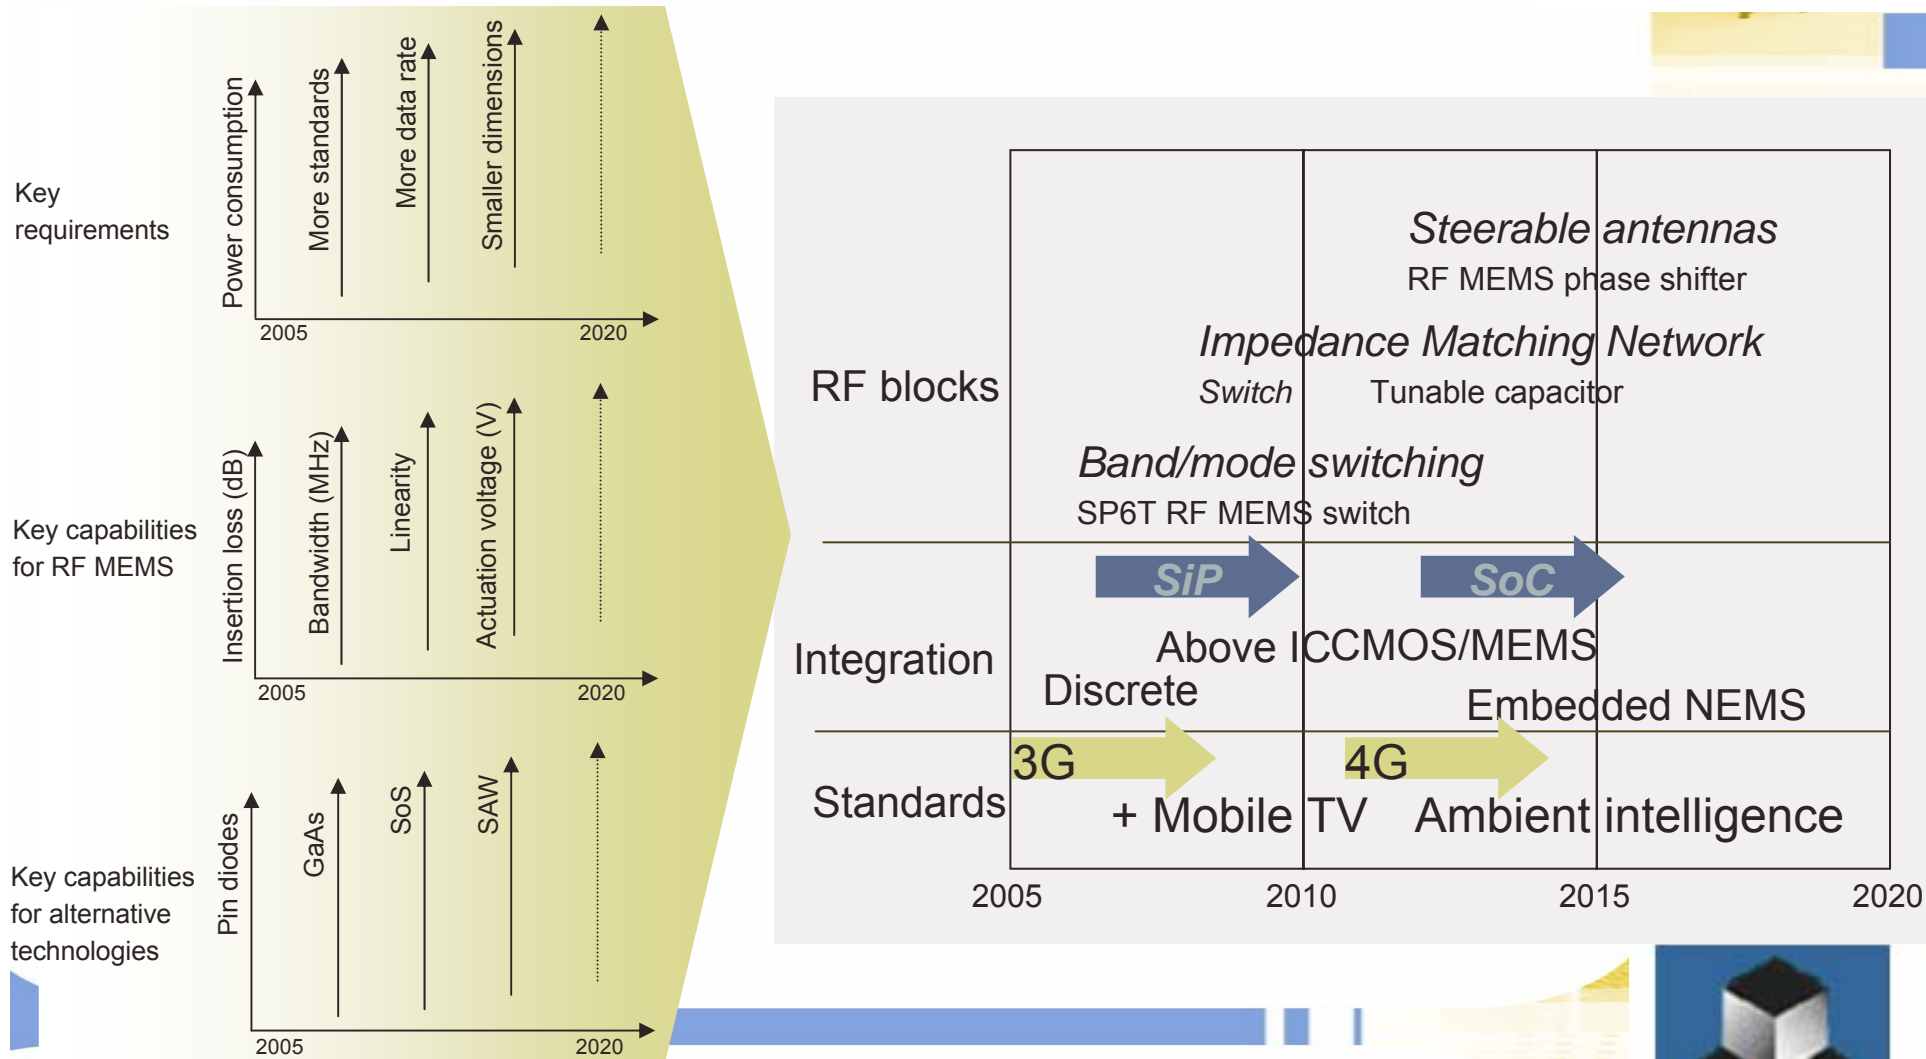 Key
requirements
Power consumption
More standards
More data rate
Smaller dimensions
2005
2020
Key capabilities
for RF MEMS
Insertion loss (dB)
Bandwidth (MHz)
Linearity
Actuation voltage (V)
2005
2020
Key capabilities
for alternative
technologies
Pin diodes
GaAs
SoS
SAW
2005
2020
RF blocks
Steerable antennas
RF MEMS phase shifter
Impedance Matching Network
Switch Tunable capacitor
Band/mode switching
SP6T RF MEMS switch
Integration
SiP
SoC
Above ICCMOS/MEMS
Discrete
Embedded NEMS
Standards
3G
4G
+ Mobile TV
Ambient intelligence
2005
2010
2015
2020